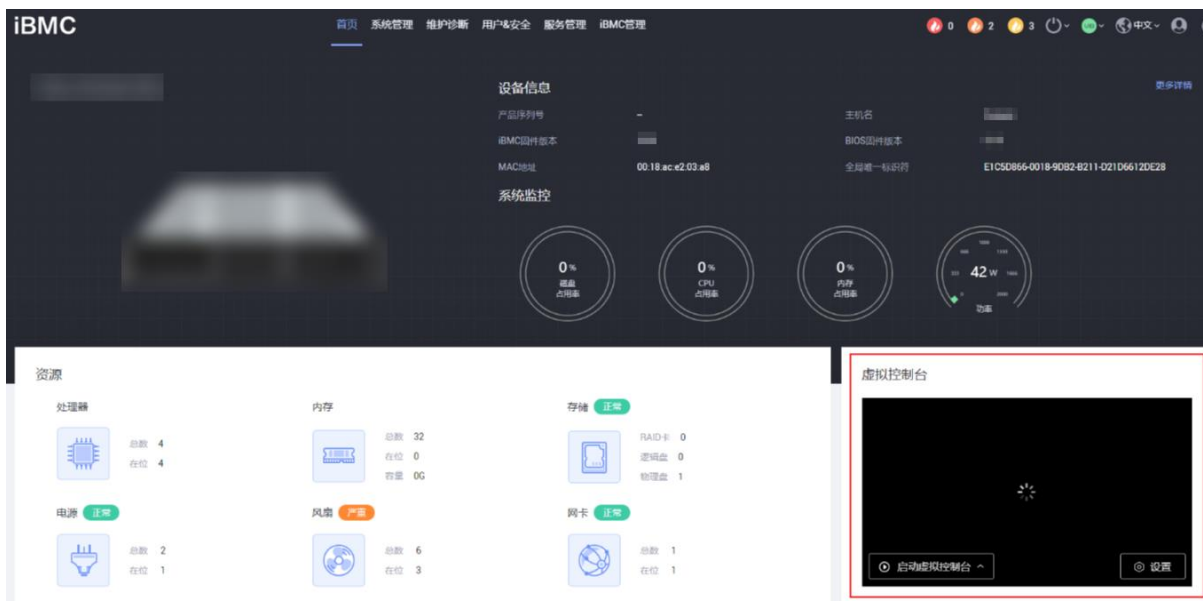 iBMC
首页 系统管理 维护诊断 用户&安全 服务管理 iBMC管理
0 2 3 中文
设备信息 更多详情
产品序列号 -
主机名
iBMC固件版本
BIOS固件版本
MAC地址 00:18:ac:e2:03:a8
全局唯一标识符 E1C5D866-0018-9DB2-B211-D21D6612DE28
系统监控
0 % 磁盘 占用率
0 % CPU 占用率
0 % 内存 占用率
42 W 功率
资源
处理器
总数 4
在位 4
内存
总数 32
在位 0
容量 0G
存储 正常
RAID卡 0
逻辑盘 0
物理盘 1
电源 正常
总数 2
在位 1
风扇 严重
总数 6
在位 3
网卡 正常
总数 1
在位 1
虚拟控制台
启动虚拟控制台
设置